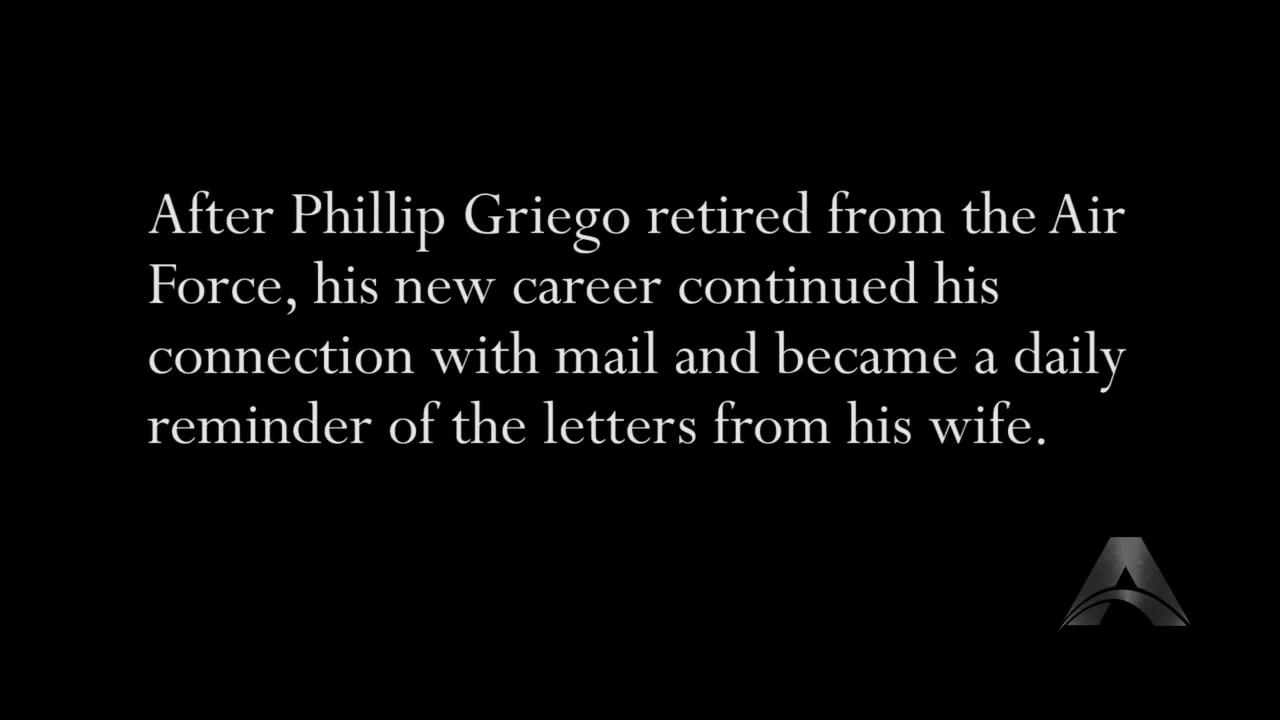 After Phillip Griego retired from the Air
Force, his new career continued his
connection with mail and became a daily
reminder of the letters from his wife.